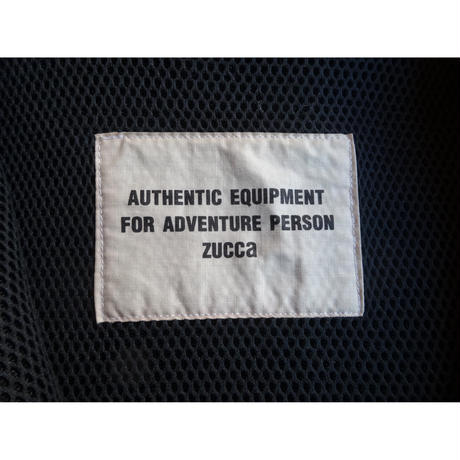 AUTHENTIC EQUIPMENT
FOR ADVENTURE PERSON
ZUCCa